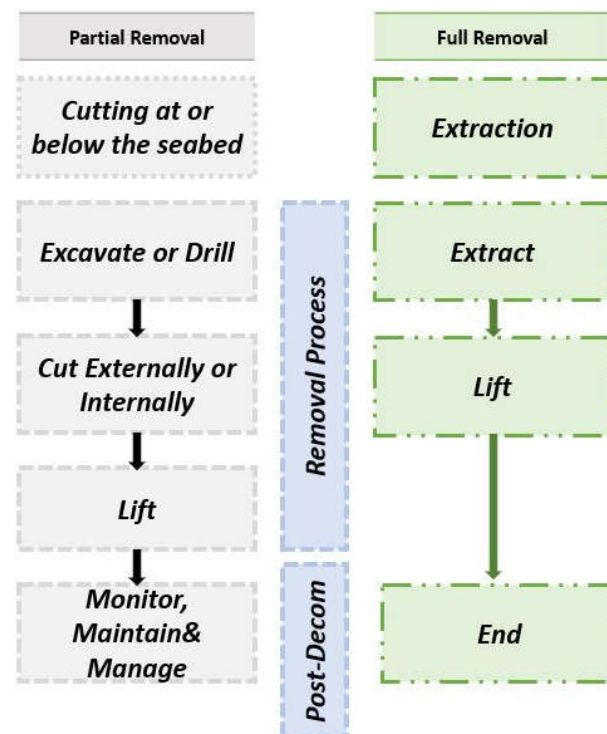 Partial Removal
Full Removal
Cutting at or
below the seabed
Extraction
Excavate or Drill
Extract
Cut Externally or
Internally
Lift
Lift
Monitor,
Maintain&
Manage
End
Removal Process
Post-Decom